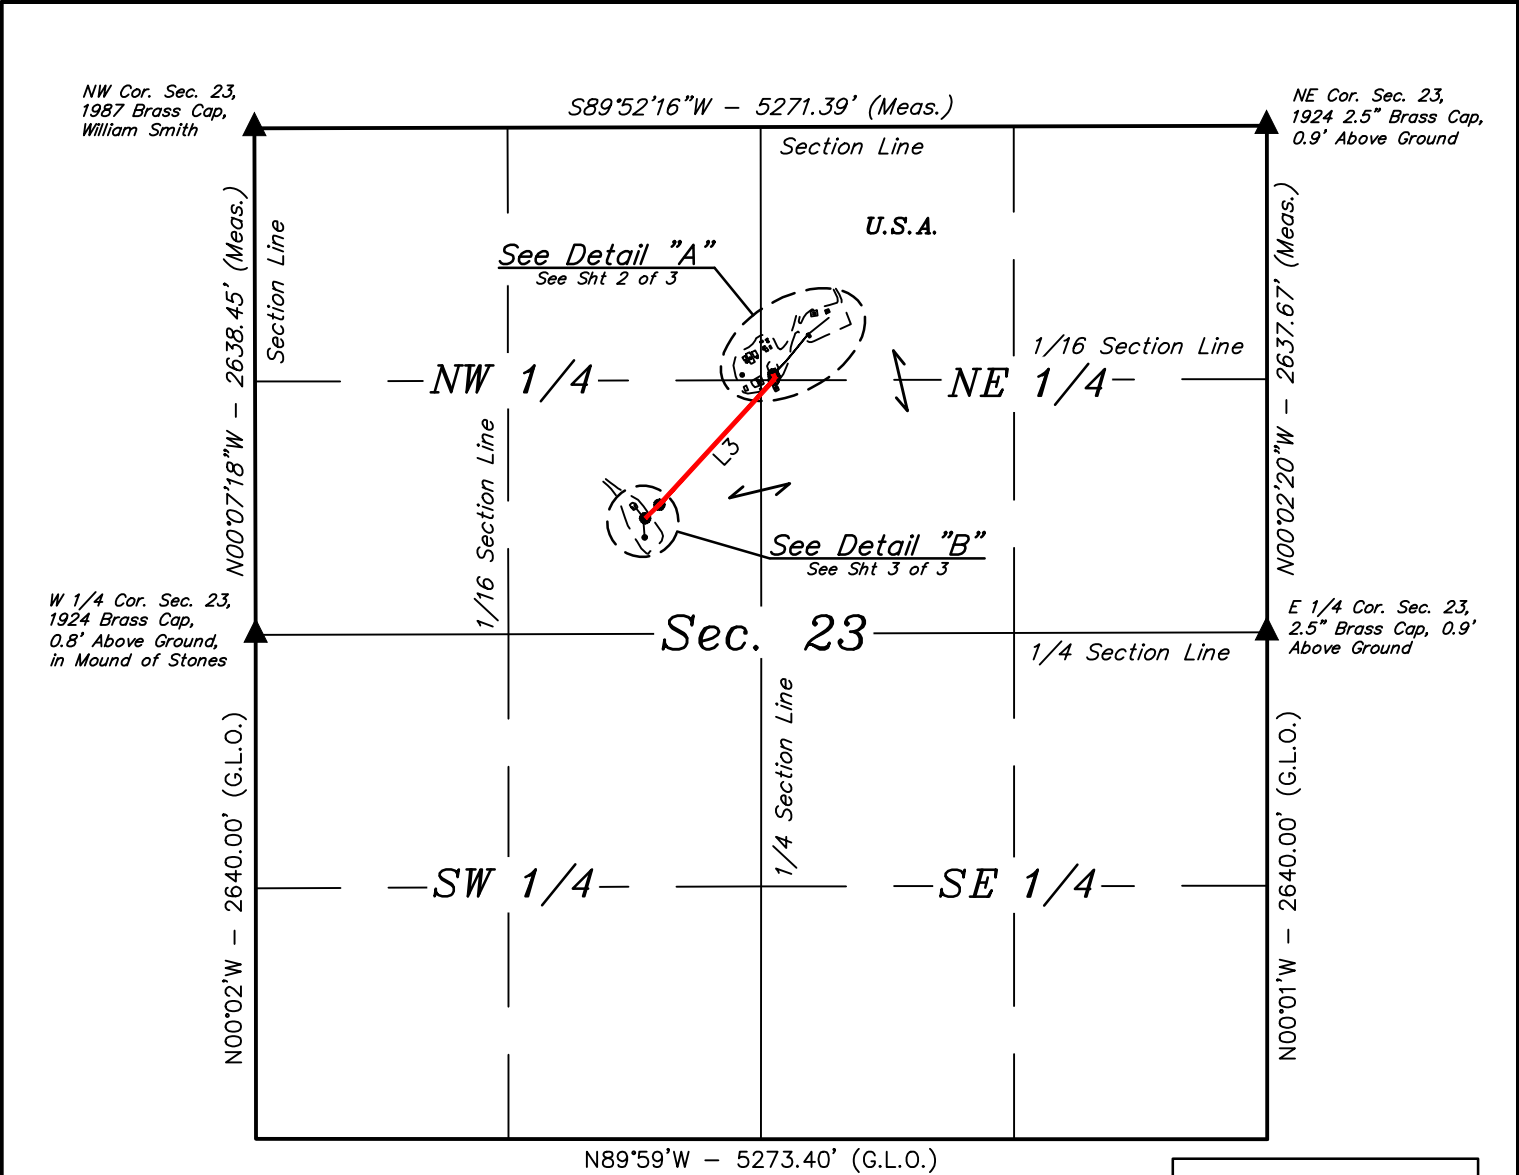 NW Cor. Sec. 23,
1987 Brass Cap,
William Smith
S89°52'16"W - 5271.39' (Meas.)
NE Cor. Sec. 23,
1924 2.5" Brass Cap,
0.9' Above Ground
Section Line
U.S.A.
See Detail "A"
See Sht 2 of 3
N00°07'18"W - 2638.45' (Meas.)
Section Line
N00°02'20"W - 2637.67' (Meas.)
1/16 Section Line
NW 1/4
NE 1/4
L3
1/16 Section Line
See Detail "B"
See Sht 3 of 3
W 1/4 Cor. Sec. 23,
1924 Brass Cap,
0.8' Above Ground,
in Mound of Stones
Sec. 23
E 1/4 Cor. Sec. 23,
2.5" Brass Cap, 0.9'
Above Ground
1/4 Section Line
1/4 Section Line
N00°02'W - 2640.00' (G.L.O.)
N00°01'W - 2640.00' (G.L.O.)
SW 1/4
SE 1/4
N89°59'W - 5273.40' (G.L.O.)